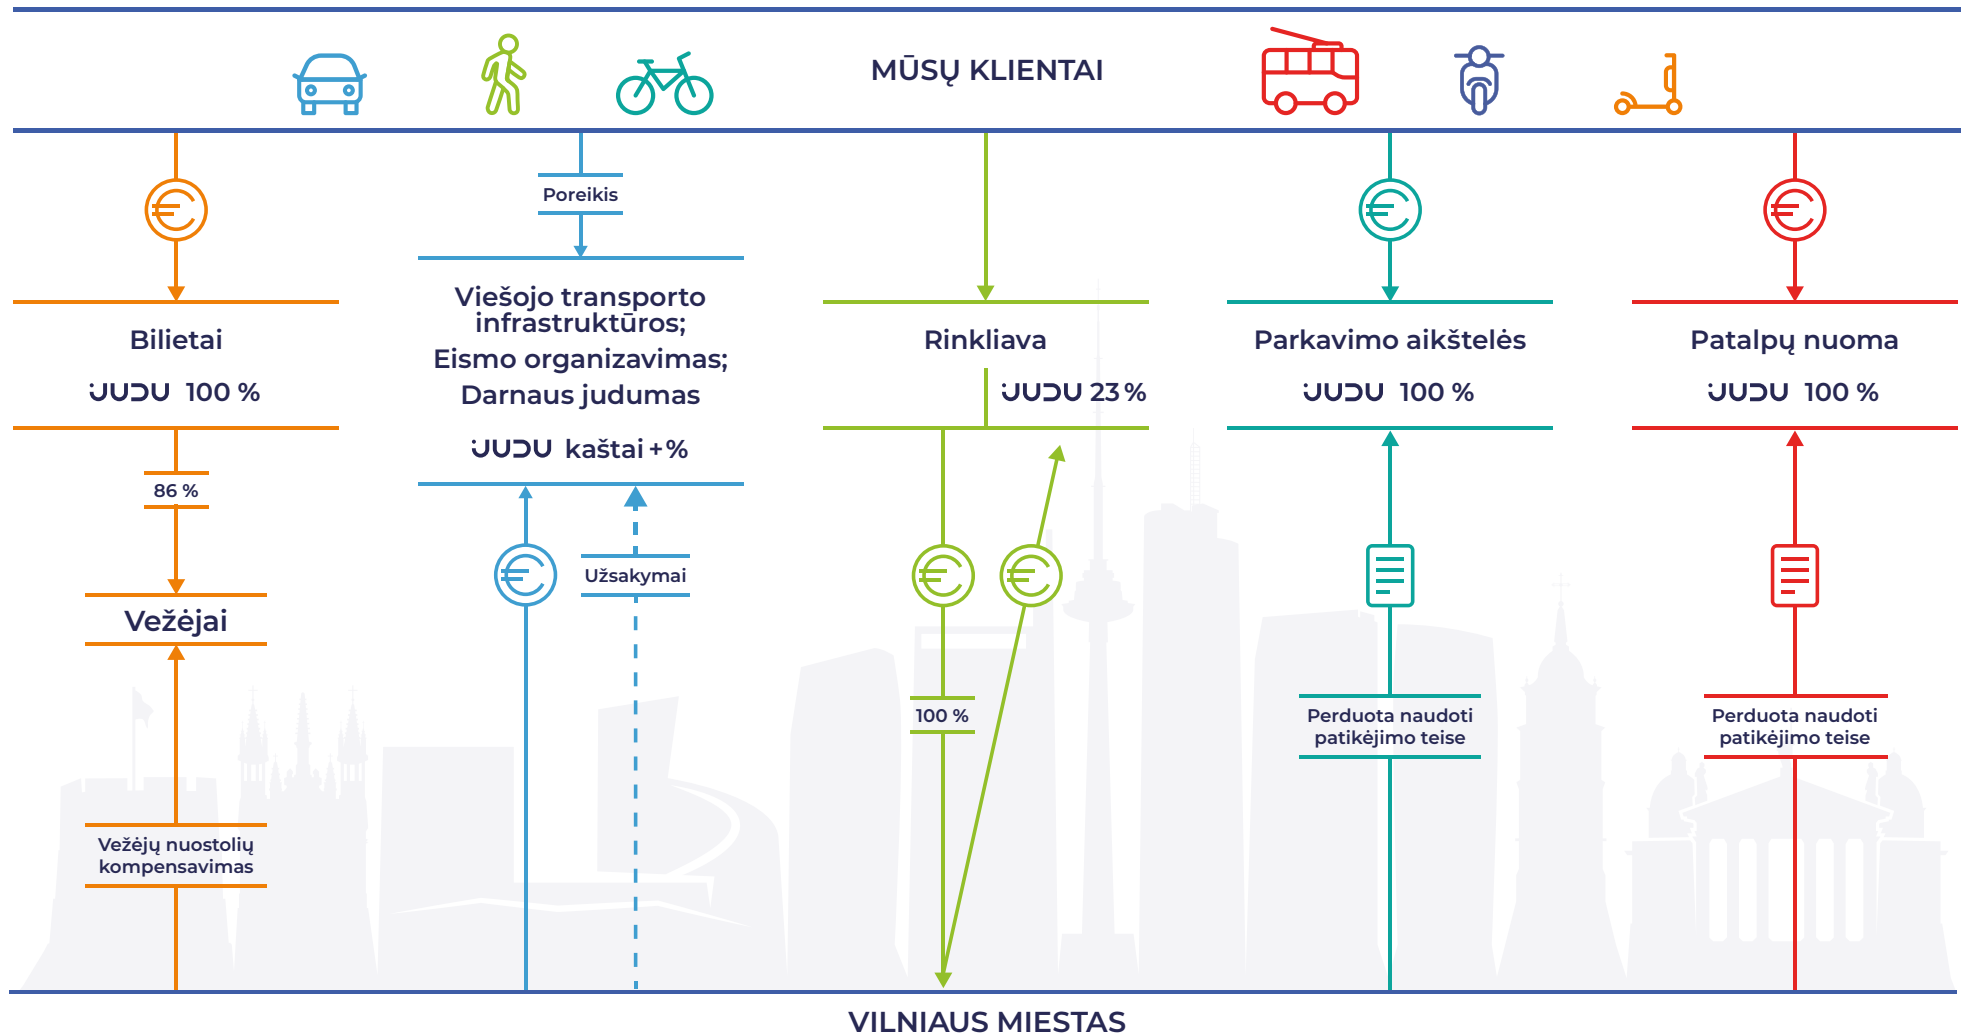 MŪSŲ KLIENTAI
Bilietai
JUDU 100 %
86 %
Vežėjai
Vežėjų nuostolių
kompensavimas
Poreikis
Viešojo transporto
infrastruktūros;
Eismo organizavimas;
Darnaus judumas
JUDU kaštai +%
Užsakymai
Rinkliava
JUDU 23 %
100 %
Parkavimo aikštelės
JUDU 100 %
Perduota naudoti
patikėjimo teise
Patalpų nuoma
JUDU 100 %
Perduota naudoti
patikėjimo teise
VILNIAUS MIESTAS